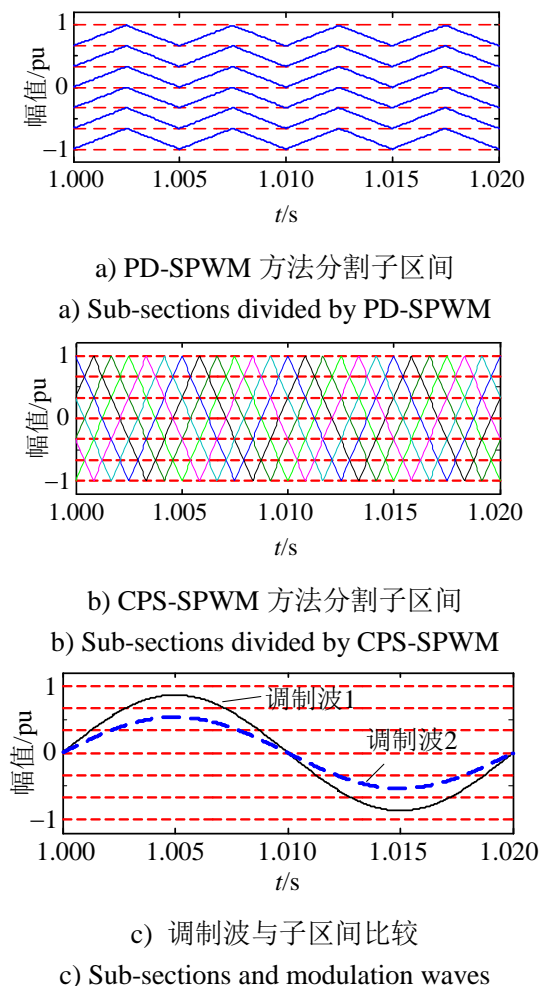 幅值/pu
1
0
−1
1.000 1.005 1.010 1.015 1.020
t/s
a) PD-SPWM 方法分割子区间
a) Sub-sections divided by PD-SPWM
幅值/pu
1
0
−1
1.000 1.005 1.010 1.015 1.020
t/s
b) CPS-SPWM 方法分割子区间
b) Sub-sections divided by CPS-SPWM
幅值/pu
1
0
−1
调制波1
调制波2
1.000 1.005 1.010 1.015 1.020
t/s
c) 调制波与子区间比较
c) Sub-sections and modulation waves